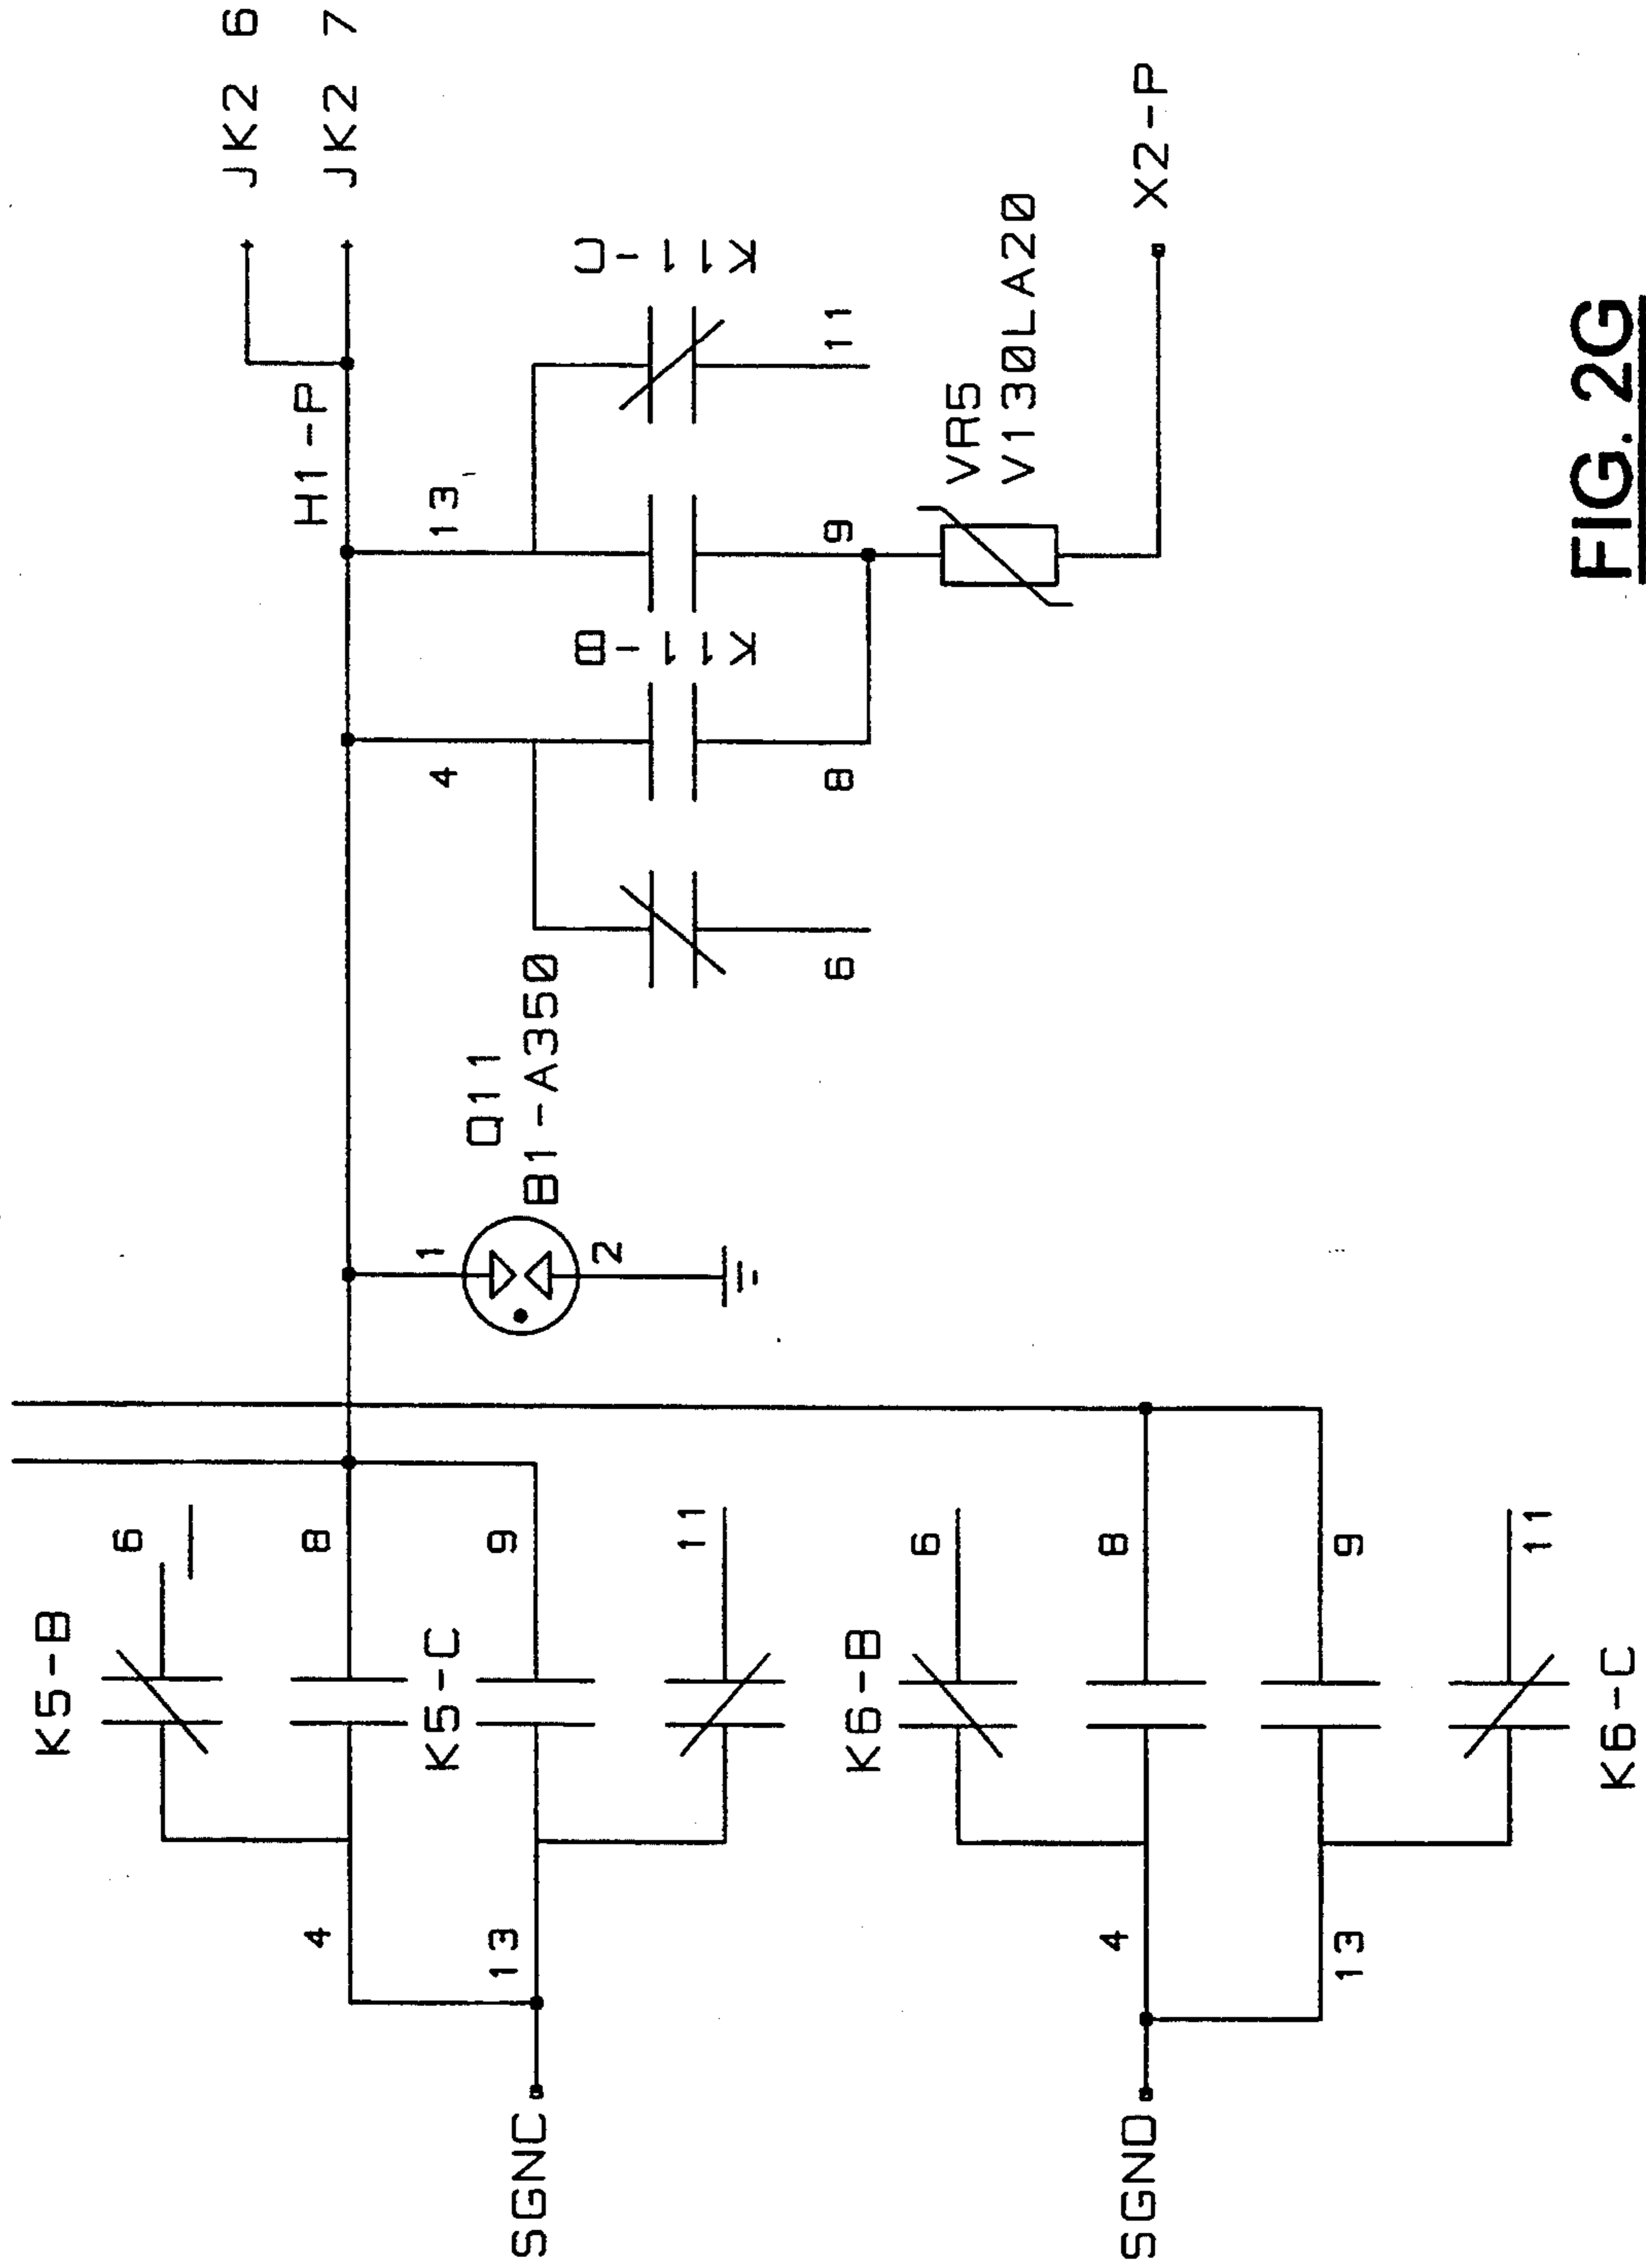 K5-B
6
JK2 6
4
8
H1-P
JK2 7
K5-C
1
4
13
Q11
13
9
B1-A350
SGNC
2
K11-B
K11-C
11
6
8
9
11
K6-B
6
VR5
V130LA20
4
8
SGND
X2-P
13
9
11
K6-C
FIG. 2G